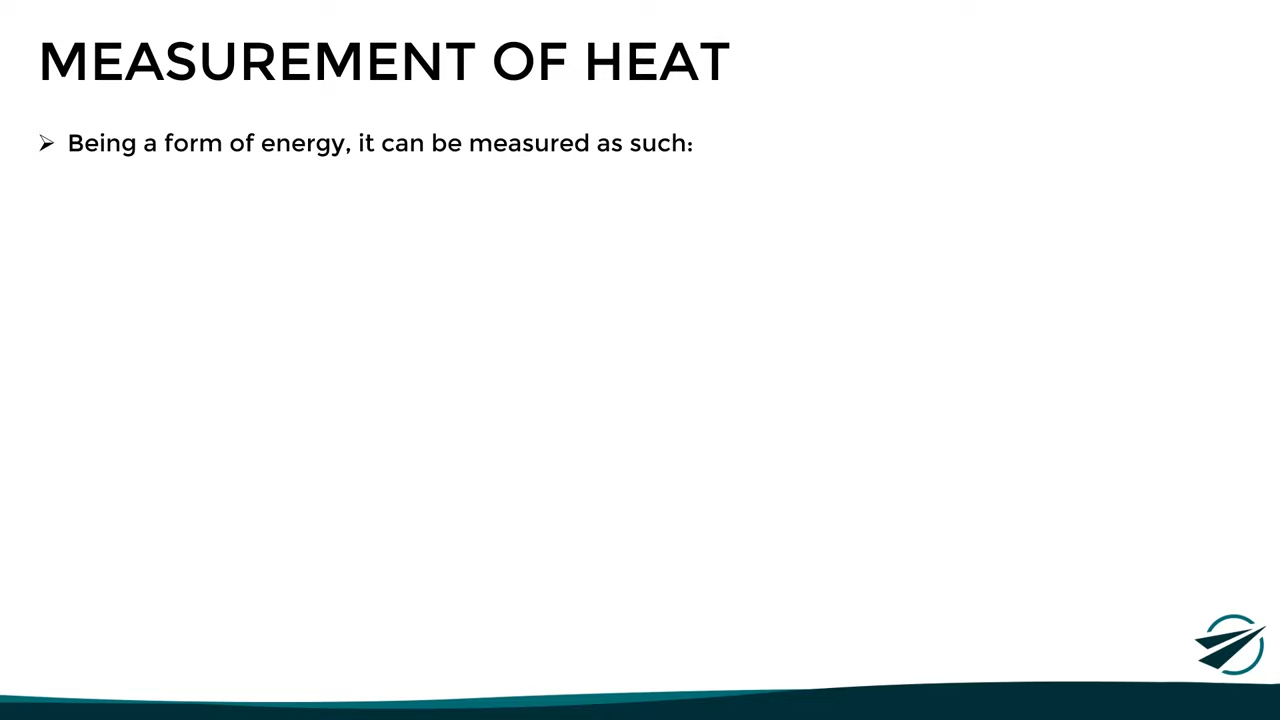 MEASUREMENT OF HEAT
➢ Being a form of energy, it can be measured as such: